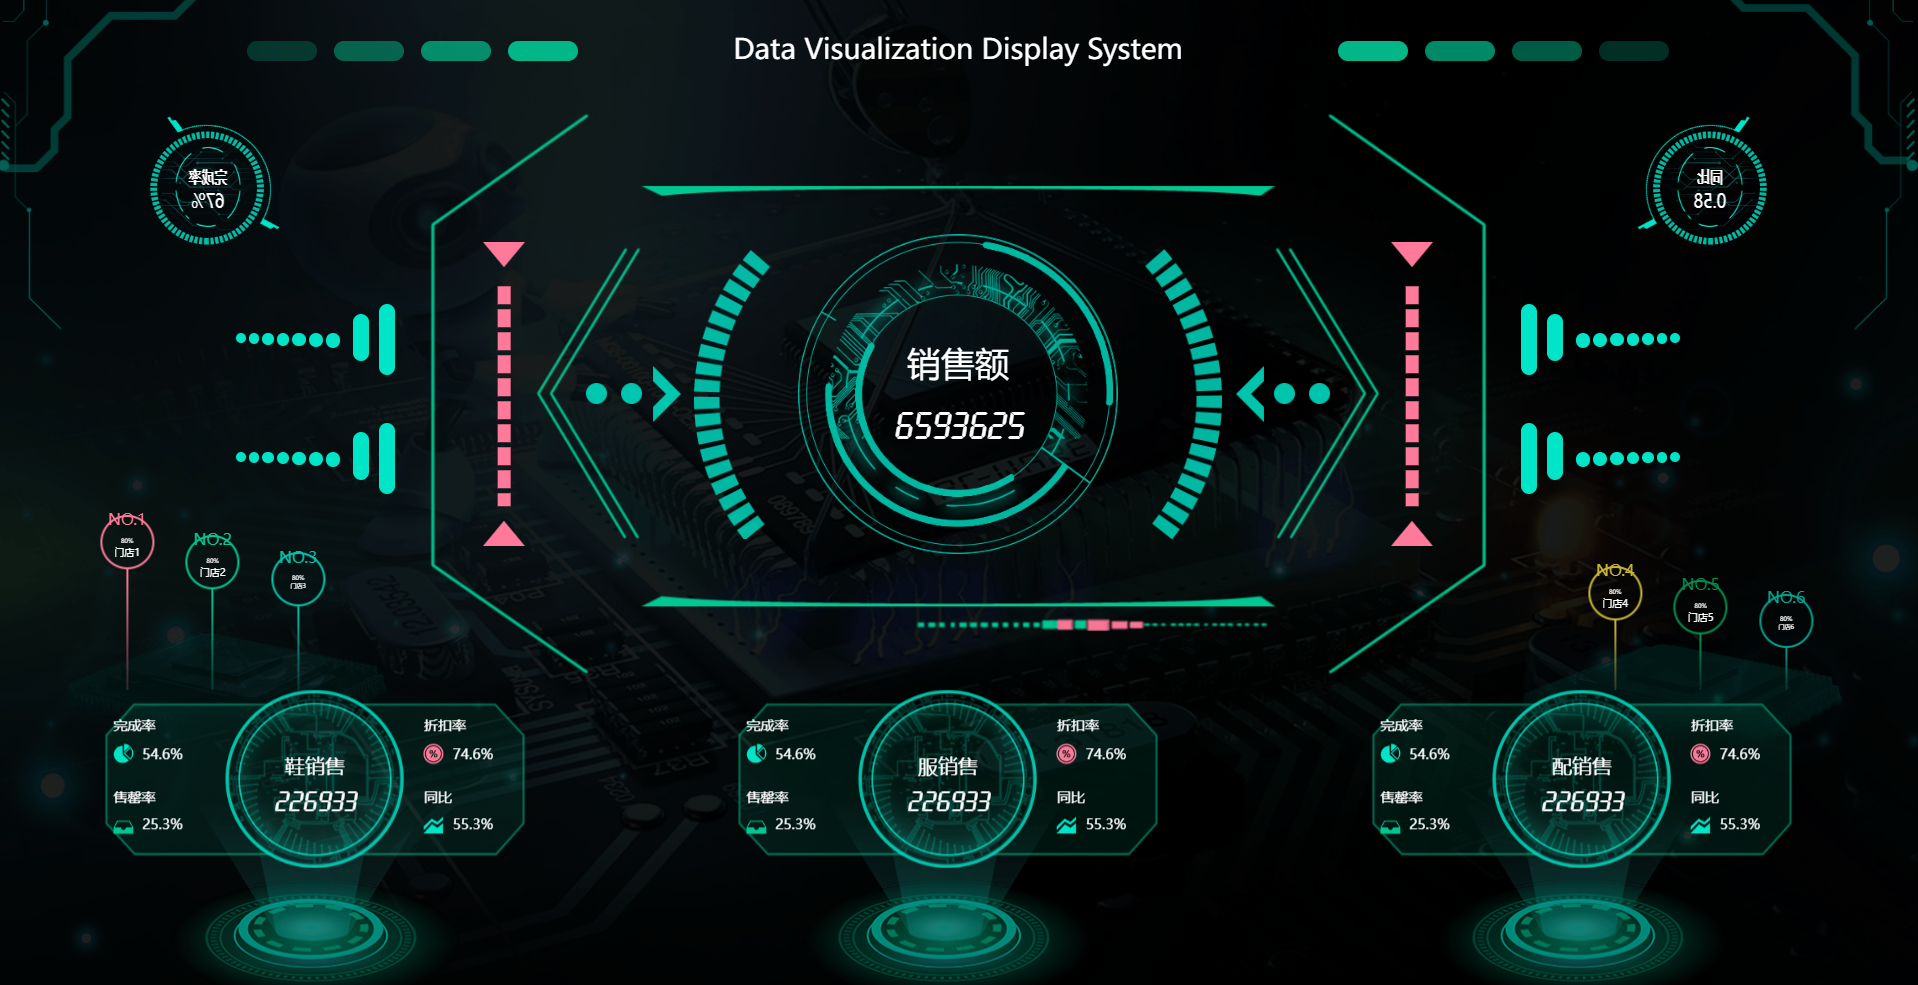 Data Visualization Display System
完成率
67%
同比
0.58
销售额
6593625
NO.1
80%
门店1
NO.2
80%
门店2
NO.3
80%
门店3
NO.4
80%
门店4
NO.5
80%
门店5
NO.6
80%
门店6
完成率
54.6%
售罄率
25.3%
鞋销售
226933
折扣率
74.6%
同比
55.3%
完成率
54.6%
售罄率
25.3%
服销售
226933
折扣率
74.6%
同比
55.3%
完成率
54.6%
售罄率
25.3%
配销售
226933
折扣率
74.6%
同比
55.3%